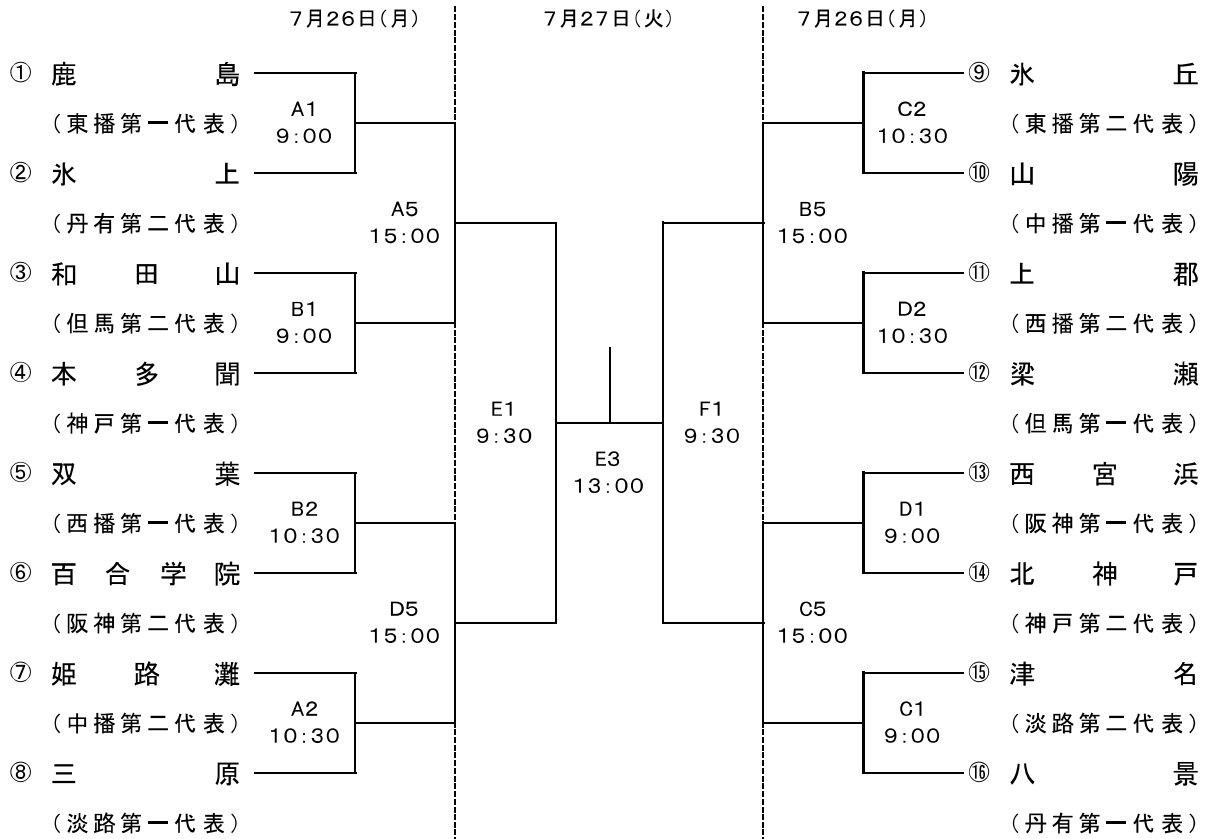 7月26日(月) 7月27日(火) 7月26日(月)
① 鹿島
(東播第一代表)
A1
9:00
② 氷上
(丹有第二代表)
A5
15:00
③ 和田山
(但馬第二代表)
B1
9:00
④ 本多聞
(神戸第一代表)
⑤ 双葉
(西播第一代表)
B2
10:30
⑥ 百合学院
(阪神第二代表)
D5
15:00
⑦ 姫路灘
(中播第二代表)
A2
10:30
⑧ 三原
(淡路第一代表)
E1
9:30
E3
13:00
F1
9:30
⑨ 氷丘
(東播第二代表)
C2
10:30
⑩ 山陽
(中播第一代表)
B5
15:00
⑪ 上郡
(西播第二代表)
D2
10:30
⑫ 梁瀬
(但馬第一代表)
⑬ 西宮浜
(阪神第一代表)
D1
9:00
⑭ 北神戸
(神戸第二代表)
C5
15:00
⑮ 津名
(淡路第二代表)
C1
9:00
⑯ 八景
(丹有第一代表)